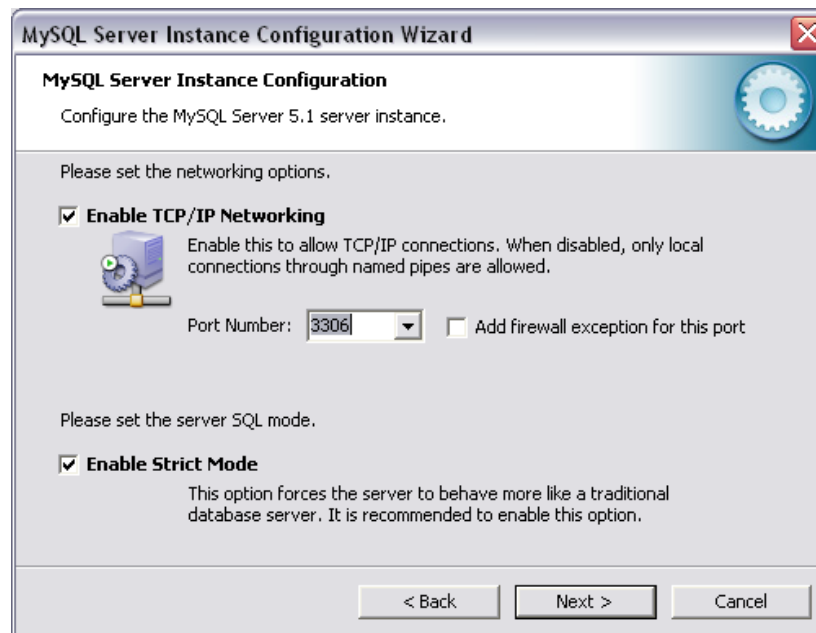 MySQL Server Instance Configuration Wizard
MySQL Server Instance Configuration
Configure the MySQL Server 5.1 server instance.
Please set the networking options.
Enable TCP/IP Networking
Enable this to allow TCP/IP connections. When disabled, only local
connections through named pipes are allowed.
Port Number: 3306 Add firewall exception for this port
Please set the server SQL mode.
Enable Strict Mode
This option forces the server to behave more like a traditional
database server. It is recommended to enable this option.
< Back Next > Cancel